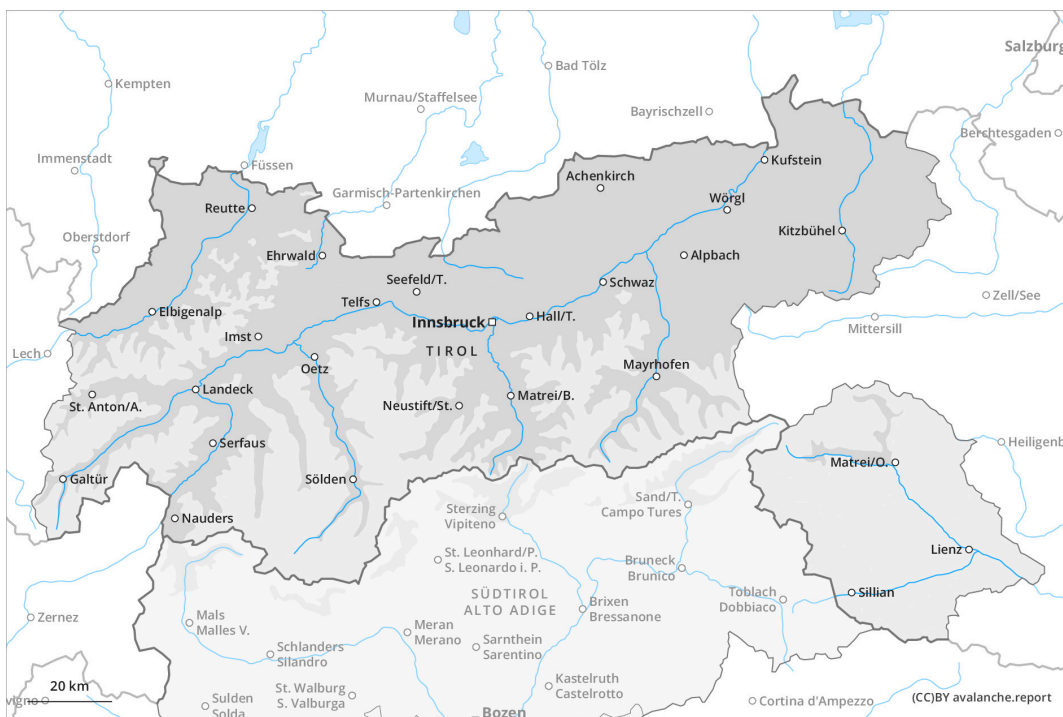 Salzburg
Kempten
Bad Tölz
Murnau/Staffelsee
Bayrischzell
Berchtesgaden
Immenstadt
Füssen
Kufstein
Achenkirch
Garmisch-Partenkirchen
Reutte
Wörgl
Oberstdorf
Kitzbühel
Ehrwald
Alpbach
Seefeld/T.
Schwaz
Zell/See
Telfs
Elbigenalp
Hall/T.
Innsbruck
Mittersill
Imst
TIROL
Lech
Oetz
Mayrhofen
Landeck
St. Anton/A.
Neustift/St.
Matrei/B.
Serfaus
Heiligenb
Matrei/O.
Galtür
Sölden
Sand/T.
Campo Tures
Sterzing
Vipiteno
Nauders
Lienz
St. Leonhard/P.
S. Leonardo i. P.
Bruneck
Brunico
Sillian
SÜDTIROL
ALTO ADIGE
Toblach
Dobbiaco
Brixen
Bressanone
Zernez
Mals
Malles V.
Meran
Merano
Sarnthein
Sarentino
Schlanders
Silandro
Kastelruth
Castelrotto
20 km
St. Walburg
S. Valburga
vigno
Sulden
Solda
Cortina d'Ampezzo
(CC)BY avalanche.report
Bozen